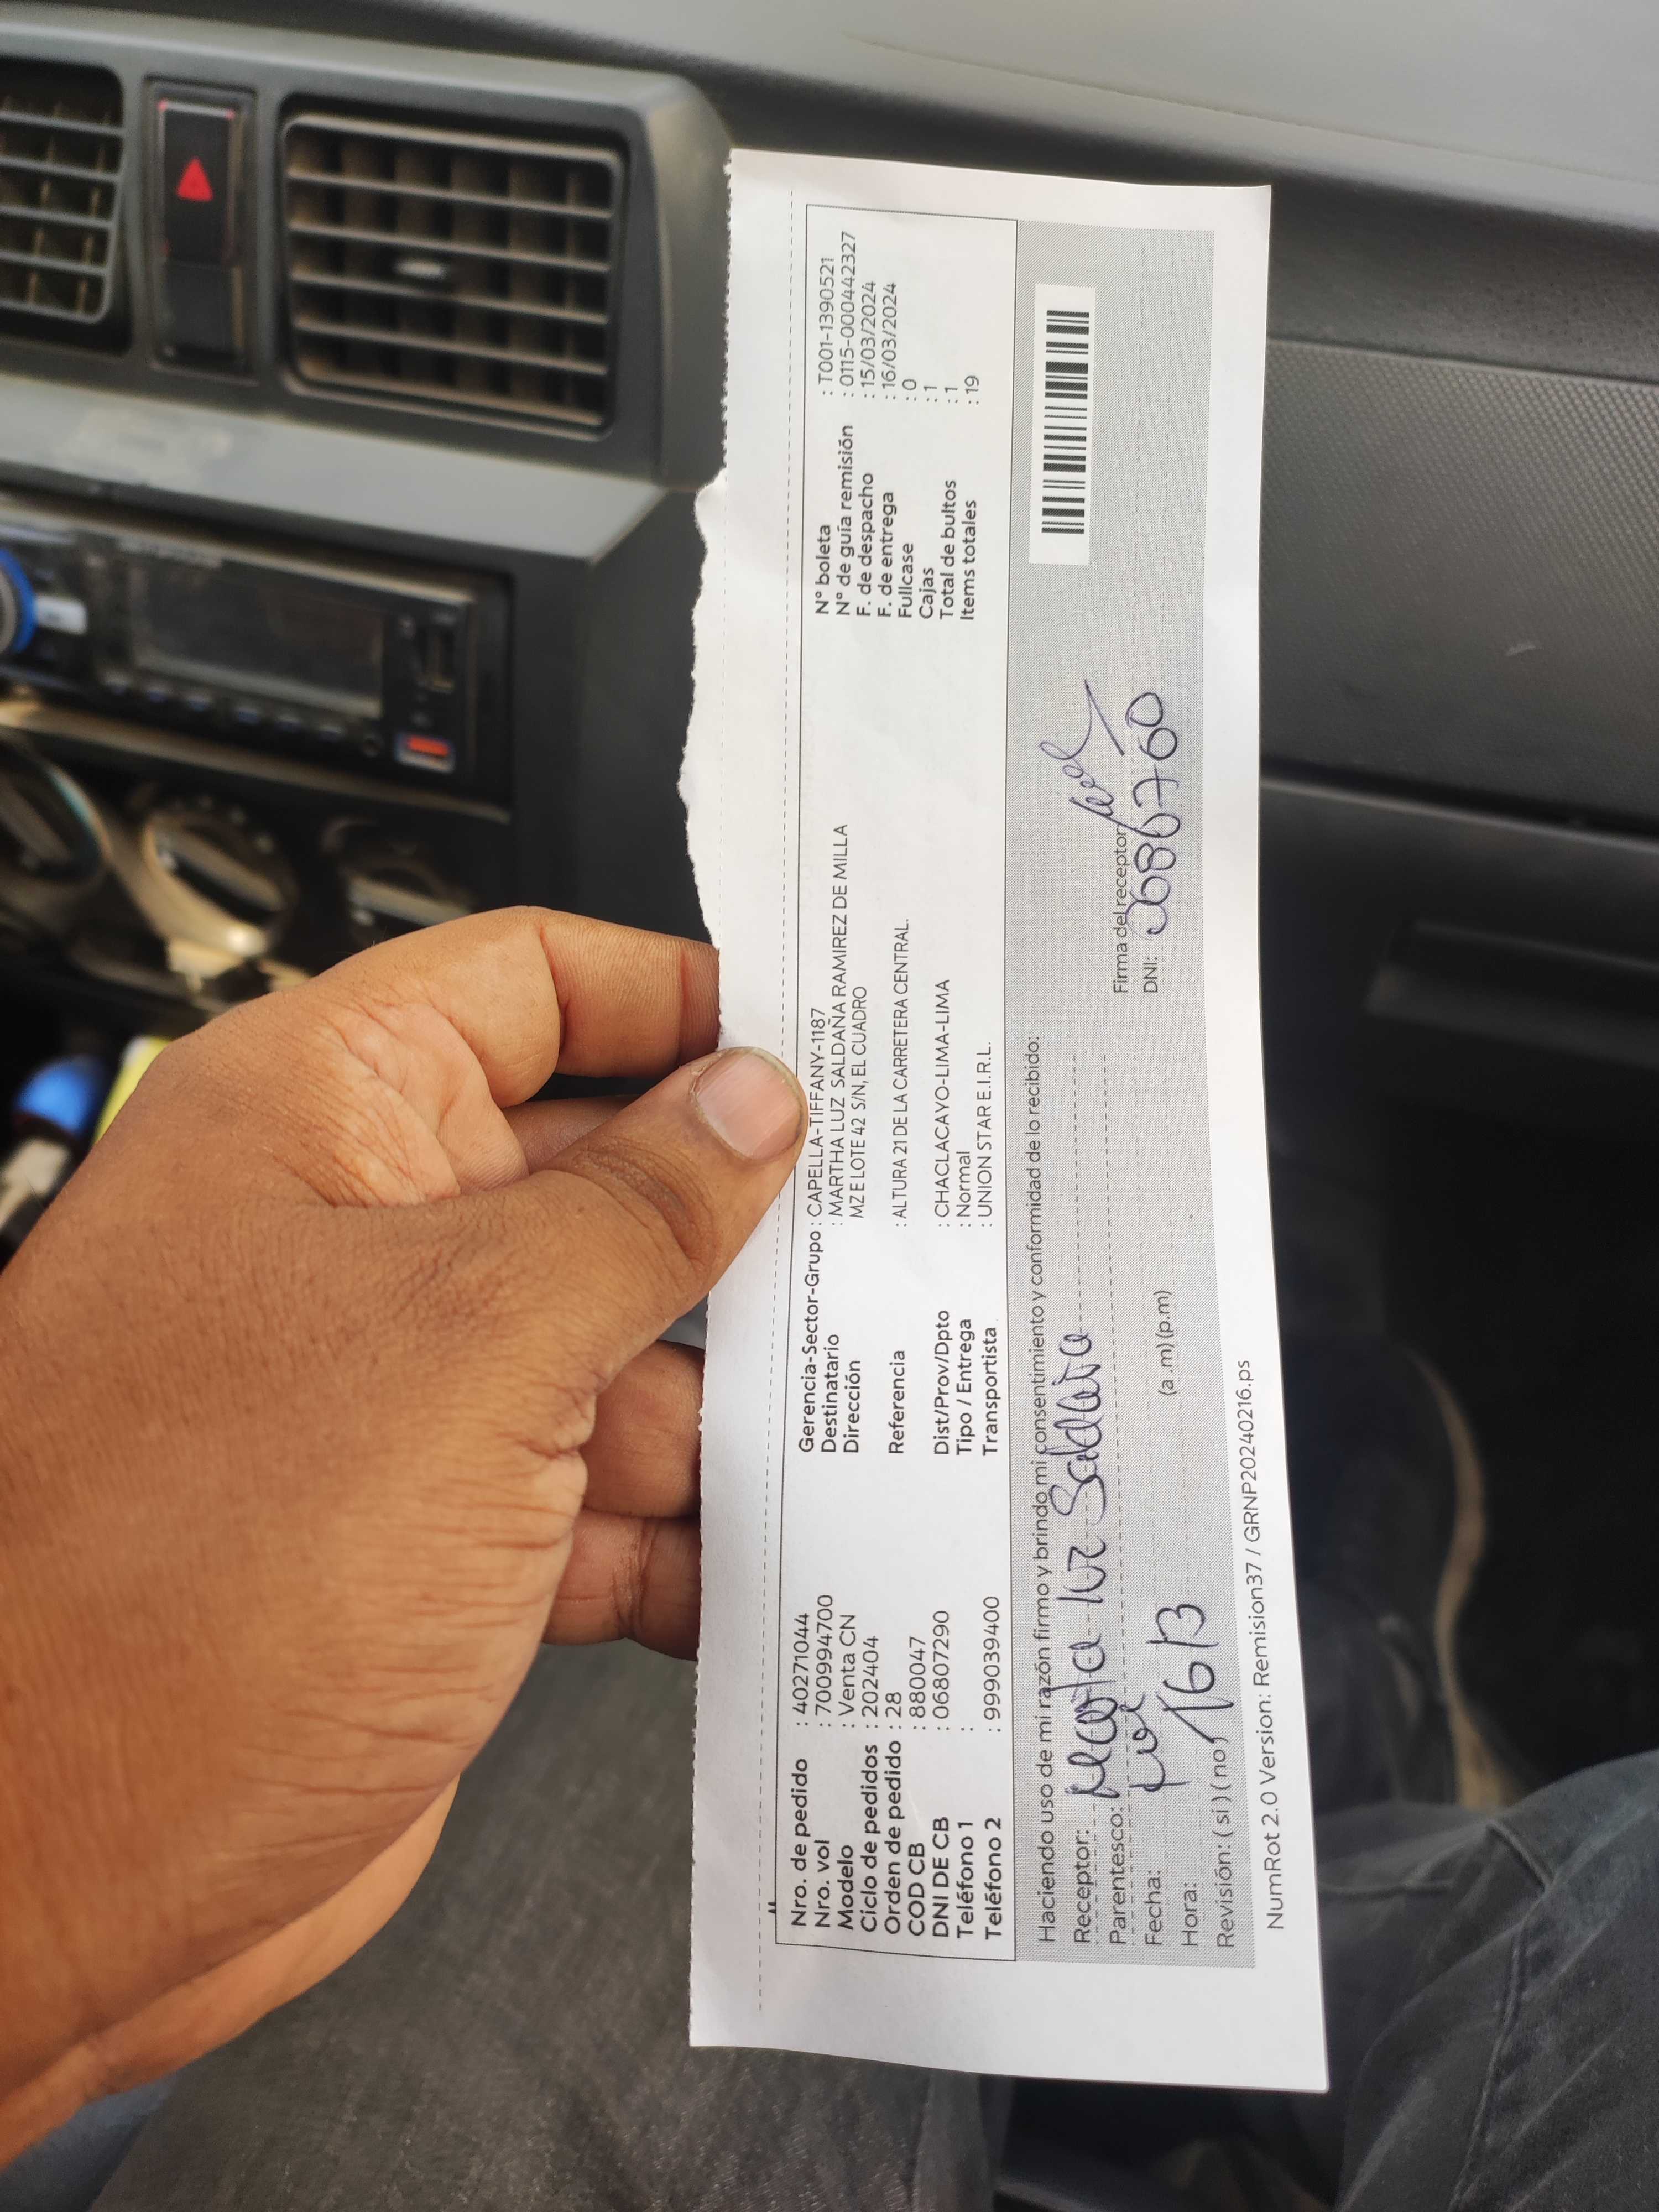 Nro. de pedido : 40271044
Nro. vol : 700994700
Modelo : Venta CN
Ciclo de pedidos : 202404
Orden de pedido : 28
COD CB : 880047
DNI DE CB : 06807290
Teléfono 1 :
Teléfono 2 : 999039400
Gerencia-Sector-Grupo : CAPELLA-TIFFANY-1187
Destinatario : MARTHA LUZ SALDAÑA RAMIREZ DE MILLA
Dirección MZ E LOTE 42 S/N, EL CUADRO
Referencia : ALTURA 21 DE LA CARRETERA CENTRAL.
Dist/Prov/Dpto : CHACLACAYO-LIMA-LIMA
Tipo / Entrega : Normal
Transportista : UNION STAR E.I.R.L.
N° boleta : T001-1390521
N° de guía remisión : 0115-0004442327
F. de despacho : 15/03/2024
F. de entrega : 16/03/2024
Fullcase : 0
Cajas : 1
Total de bultos : 1
Items totales : 19
Haciendo uso de mi razón firmo y brindo mi consentimiento y conformidad de lo recibido:
Receptor: Luz Saldaña
Parentesco:
Fecha: 16/3
Hora: (a .m) (p.m)
Revisión: ( si ) ( no )
Firma del receptor
DNI:
NumRot 2.0 Version: Remision37 / GRNP20240216.ps